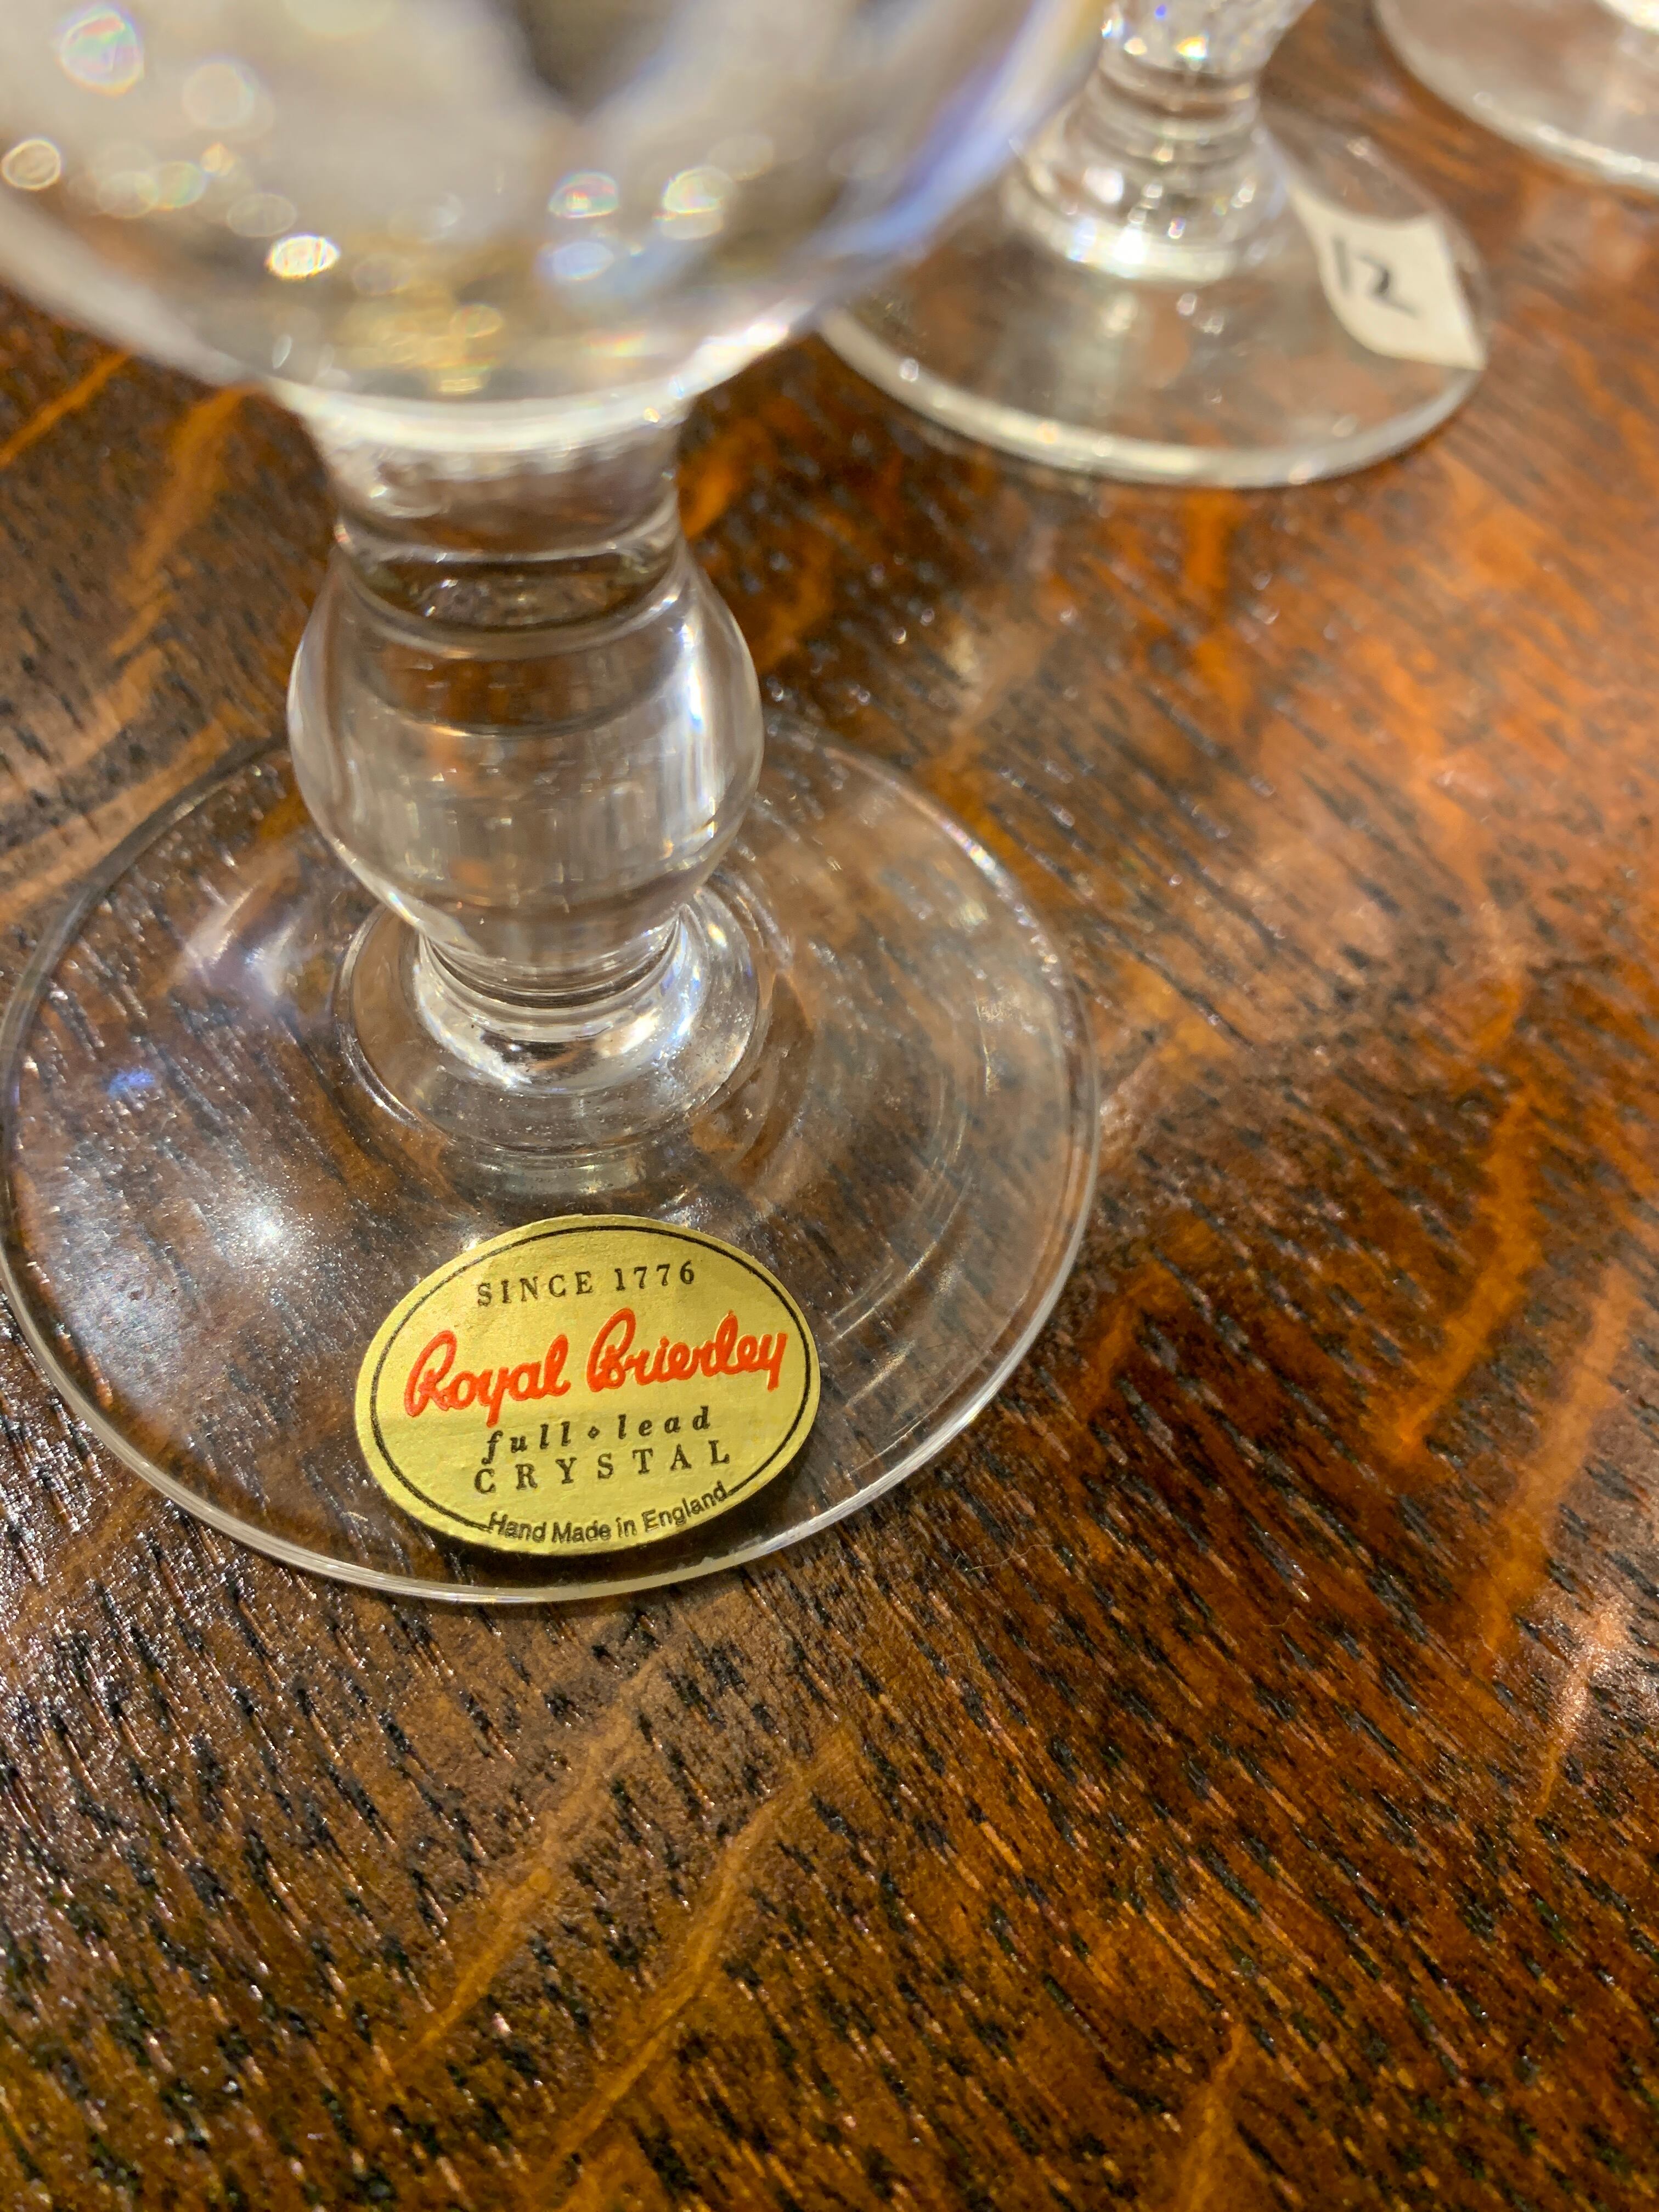 12
SINCE 1776
Royal Brierley
full ⋄ lead
CRYSTAL
Hand Made in England